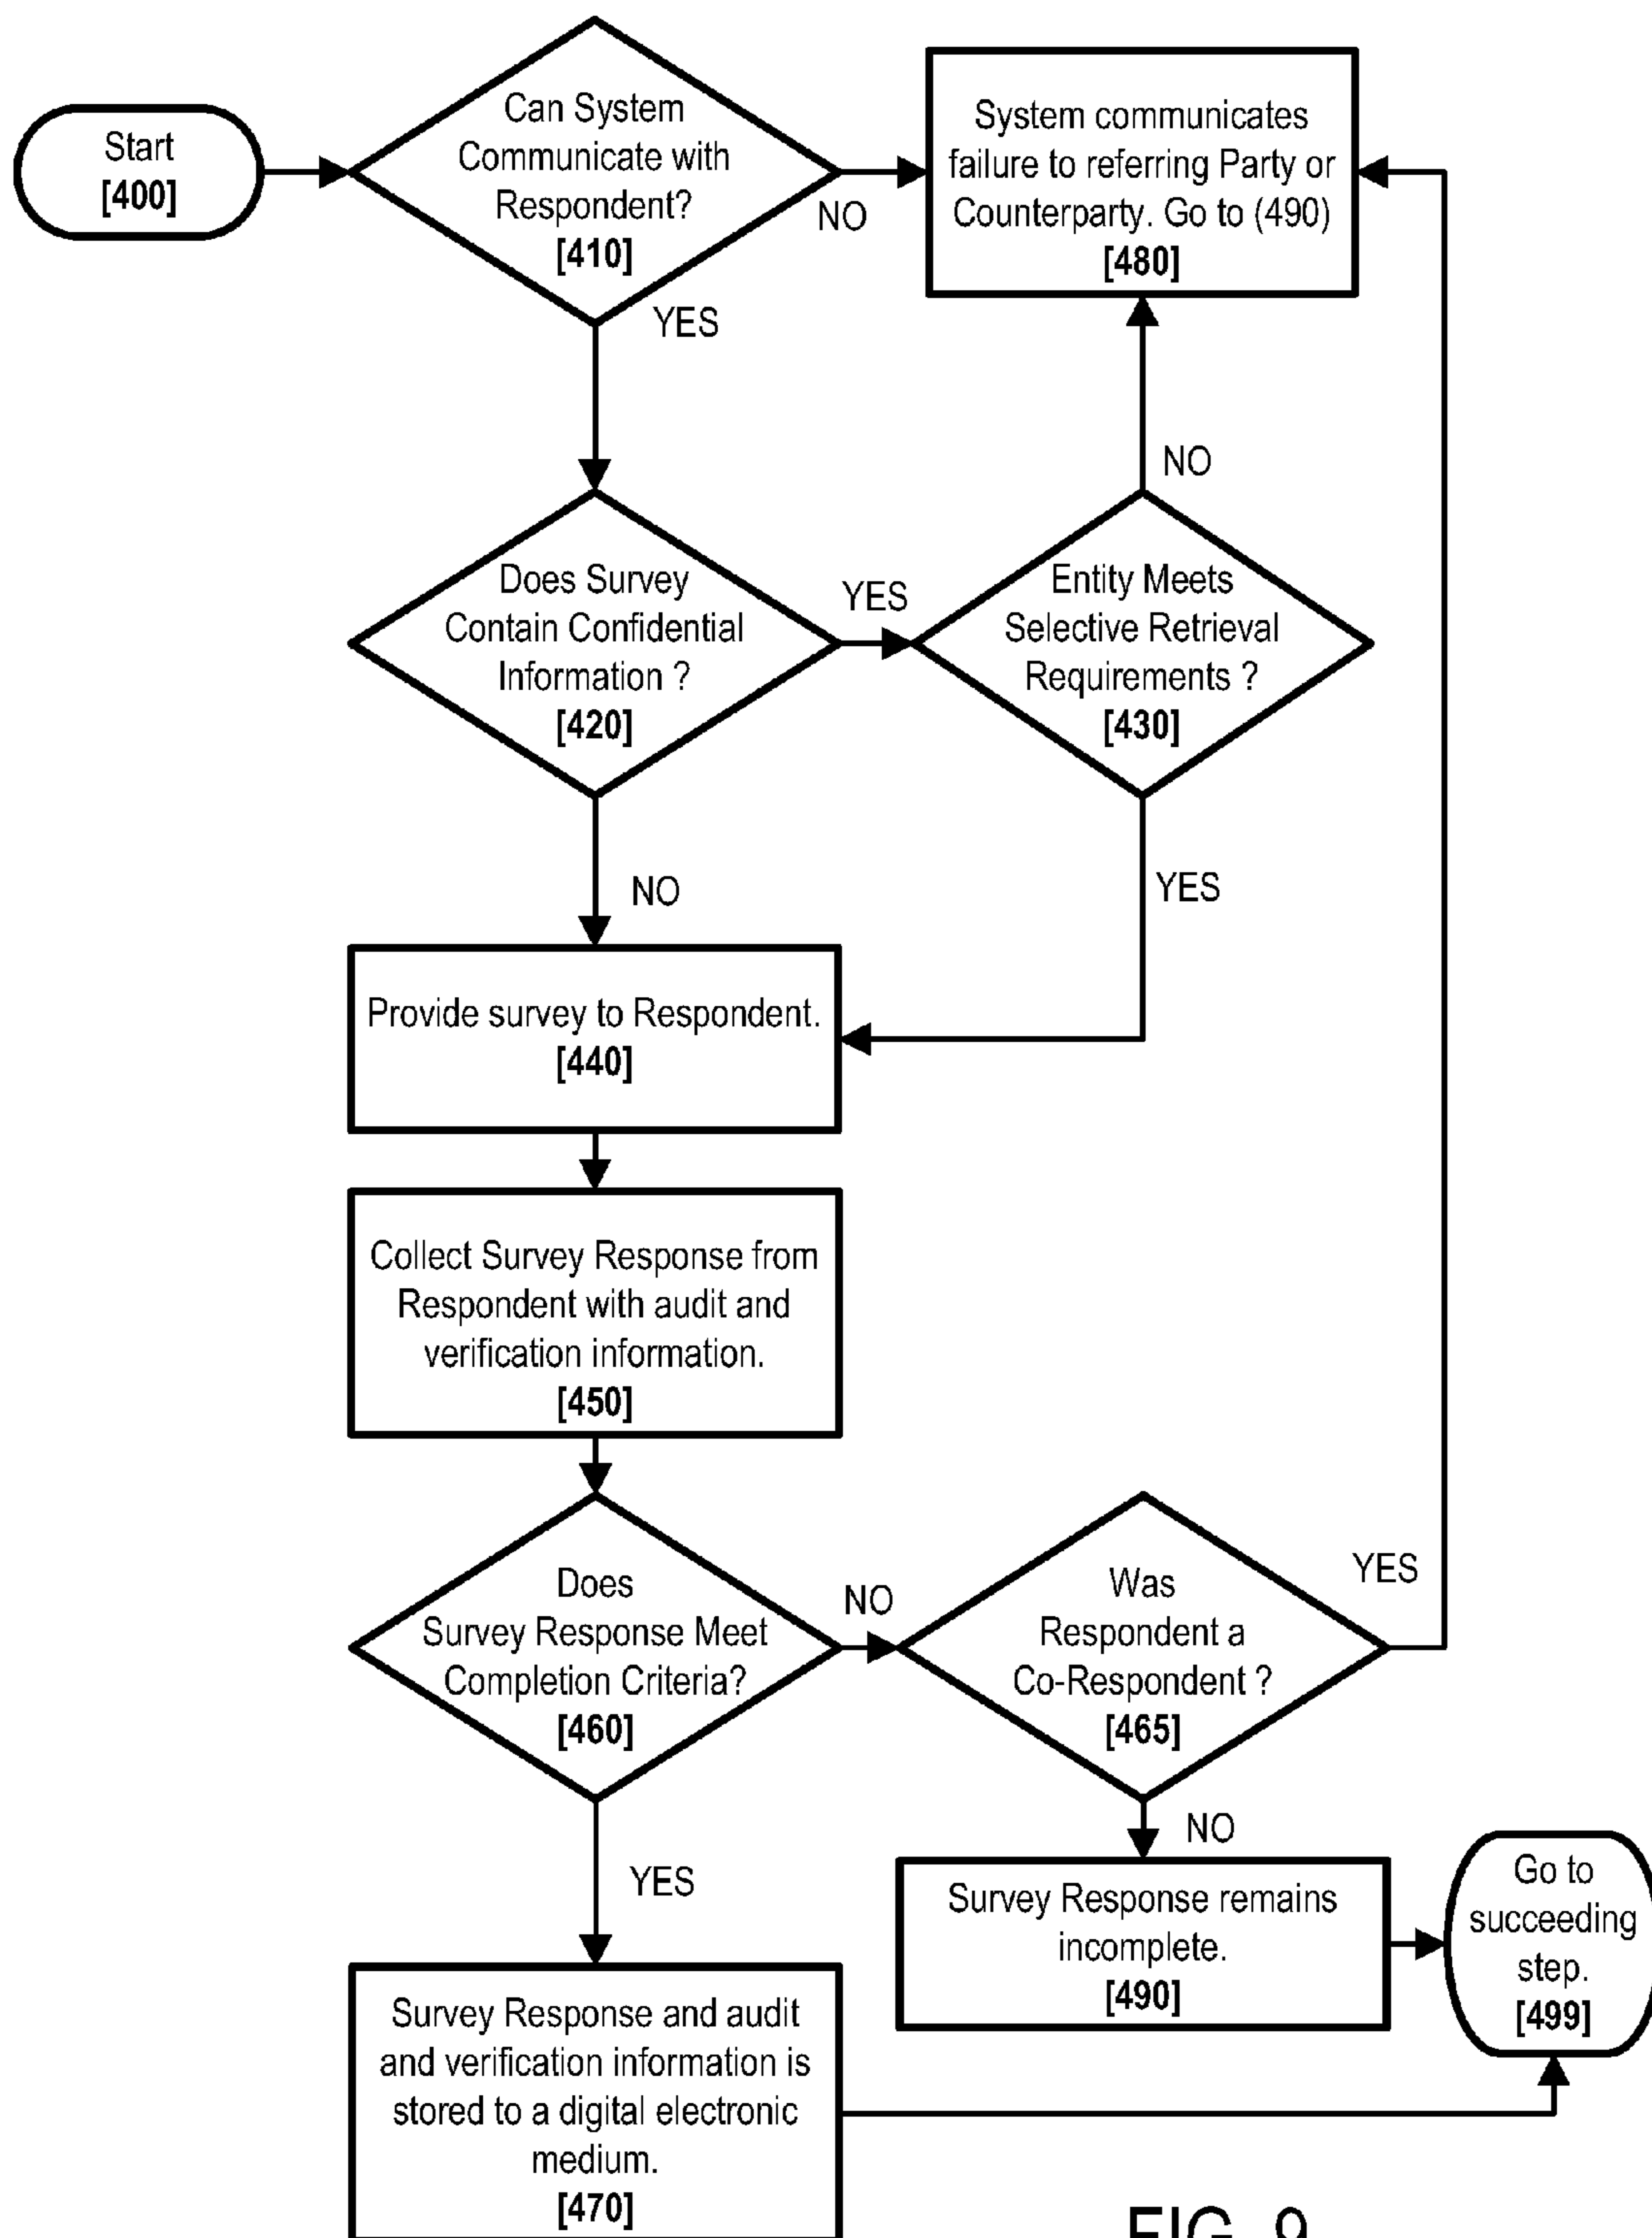 Start
[400]
Can System
Communicate with
Respondent?
[410]
NO
YES
System communicates
failure to referring Party or
Counterparty. Go to (490)
[480]
NO
Does Survey
Contain Confidential
Information ?
[420]
YES
Entity Meets
Selective Retrieval
Requirements ?
[430]
NO
YES
Provide survey to Respondent.
[440]
Collect Survey Response from
Respondent with audit and
verification information.
[450]
Does
Survey Response Meet
Completion Criteria?
[460]
NO
Was
Respondent a
Co-Respondent ?
[465]
YES
NO
YES
Survey Response remains
incomplete.
[490]
Go to
succeeding
step.
[499]
Survey Response and audit
and verification information is
stored to a digital electronic
medium.
[470]
FIG. 9